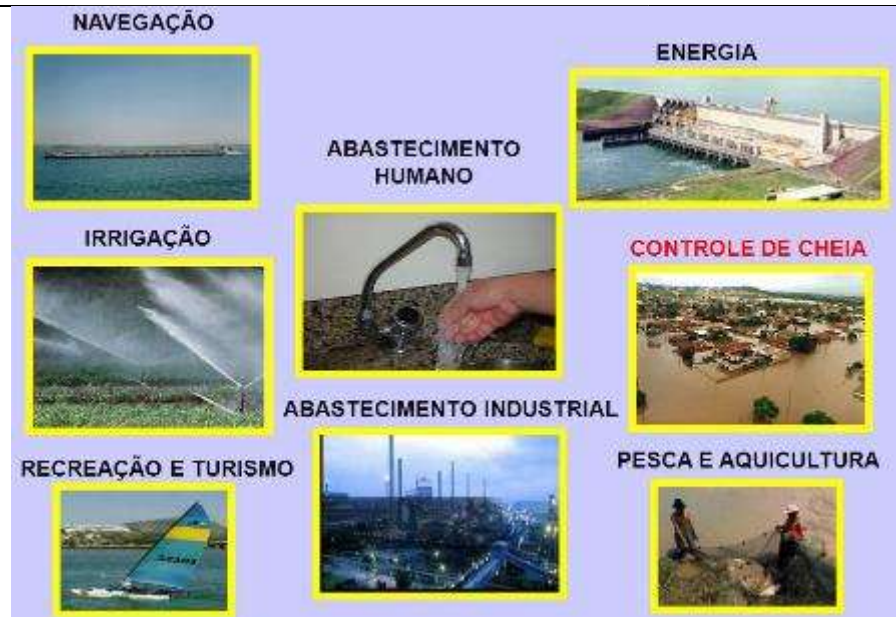 NAVEGAÇÃO
ENERGIA
ABASTECIMENTO
HUMANO
IRRIGAÇÃO
CONTROLE DE CHEIA
ABASTECIMENTO INDUSTRIAL
RECREAÇÃO E TURISMO
PESCA E AQUICULTURA